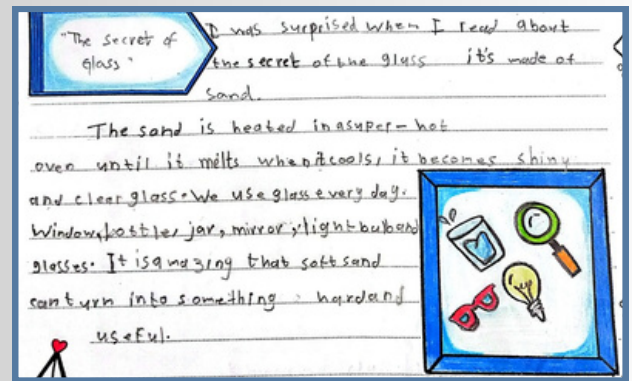 "The secret of
Glass"
I was surprised when I read about
the secret of the glass it's made of
sand.
The sand is heated in a super-hot
oven until it melts when it cools, it becomes shiny
and clear glass. We use glass every day.
Window, bottle, jar, mirror, light bulb and
glasses. It is amazing that soft sand
can turn into something hard and
useful.